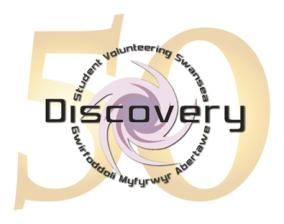 50
Student Volunteering Swansea
Discovery
Gwirfoddoli Myfyrwyr Abertawe